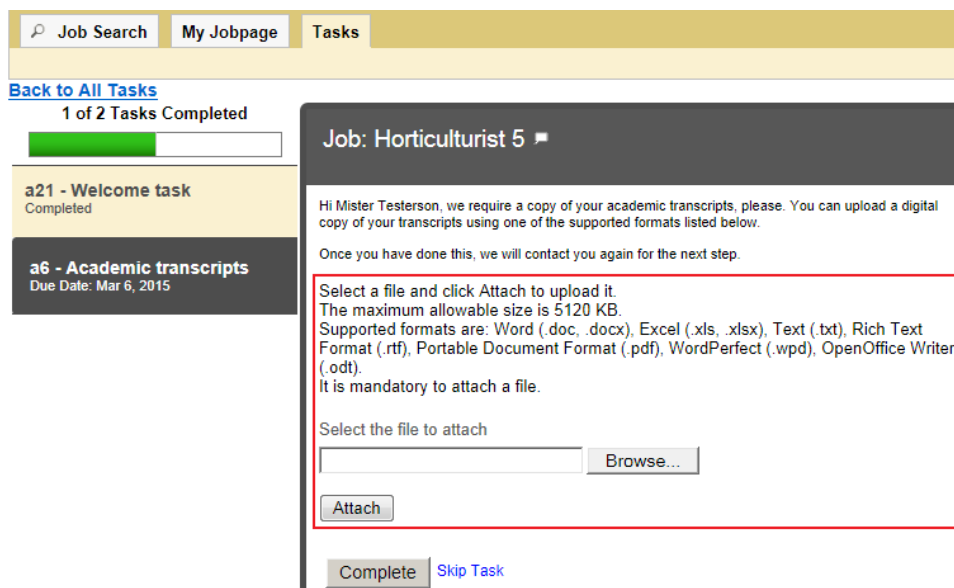 Job Search My Jobpage Tasks
Back to All Tasks
1 of 2 Tasks Completed
a21 - Welcome task
Completed
a6 - Academic transcripts
Due Date: Mar 6, 2015
Job: Horticulturist 5
Hi Mister Testerson, we require a copy of your academic transcripts, please. You can upload a digital
copy of your transcripts using one of the supported formats listed below.
Once you have done this, we will contact you again for the next step.
Select a file and click Attach to upload it.
The maximum allowable size is 5120 KB.
Supported formats are: Word (.doc, .docx), Excel (.xls, .xlsx), Text (.txt), Rich Text
Format (.rtf), Portable Document Format (.pdf), WordPerfect (.wpd), OpenOffice Writer
(.odt).
It is mandatory to attach a file.
Select the file to attach
Browse...
Attach
Complete Skip Task